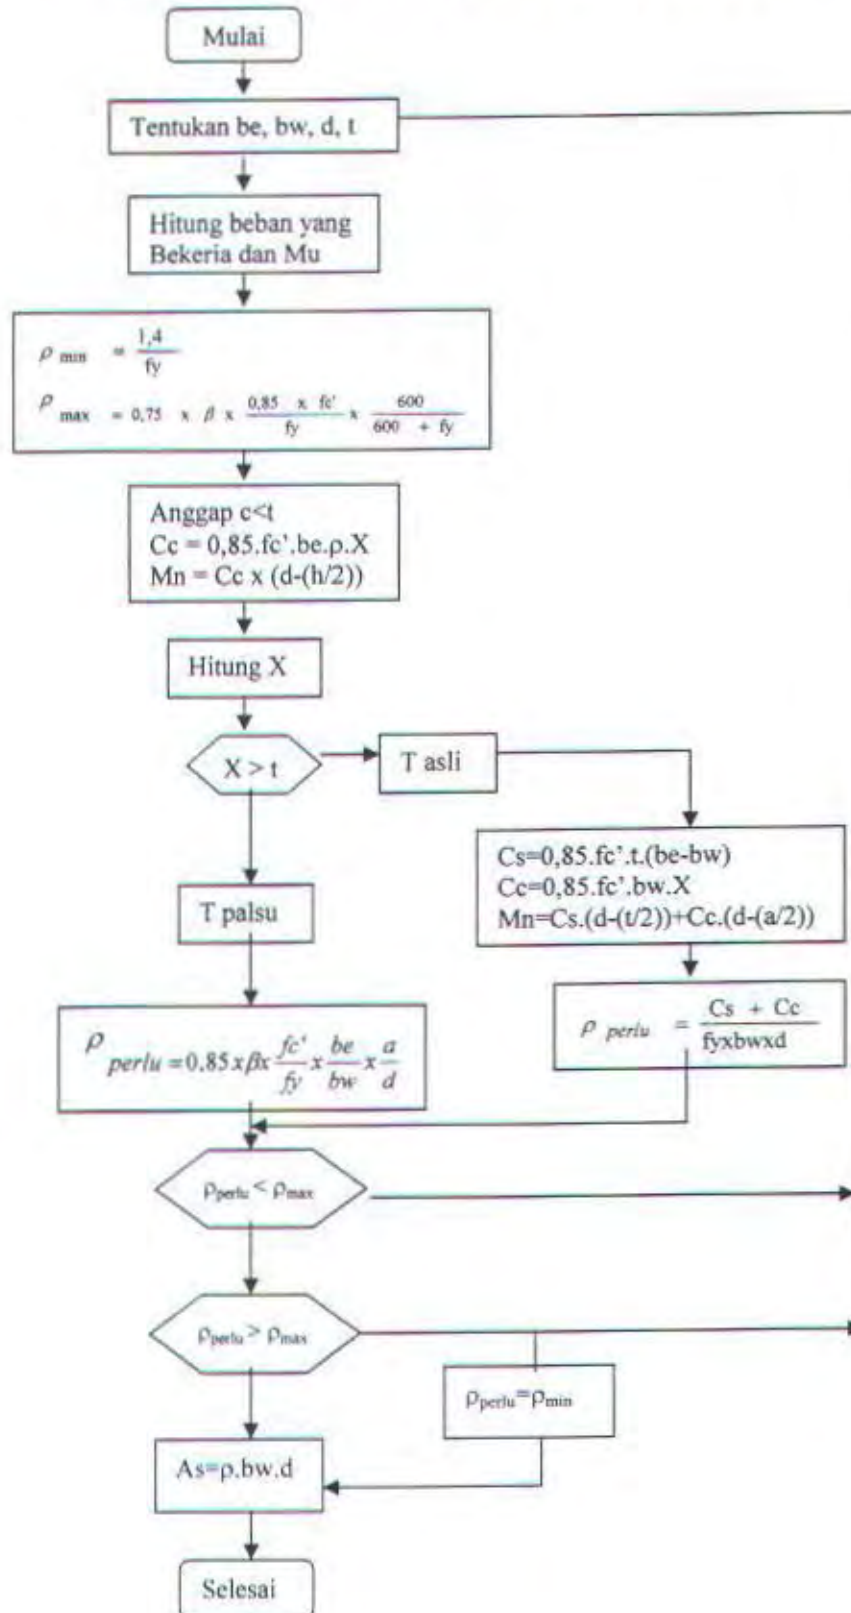 Mulai
Tentukan be, bw, d, t
Hitung beban yang
Bekeria dan Mu
ρ min = 1,4 / fy
ρ max = 0,75 x β x 0,85 x fc' / fy x 600 / 600 + fy
Anggap c<t
Cc = 0,85.fc'.be.ρ.X
Mn = Cc x (d-(h/2))
Hitung X
X > t
T asli
Cs=0,85.fc'.t.(be-bw)
Cc=0,85.fc'.bw.X
Mn=Cs.(d-(t/2))+Cc.(d-(a/2))
T palsu
ρ perlu = Cs + Cc / fyxbwxd
ρ perlu =0.85xβx fc' / fy x be / bw x a / d
ρperlu < ρmax
ρperlu > ρmax
ρperlu=ρmin
As=ρ.bw.d
Selesai